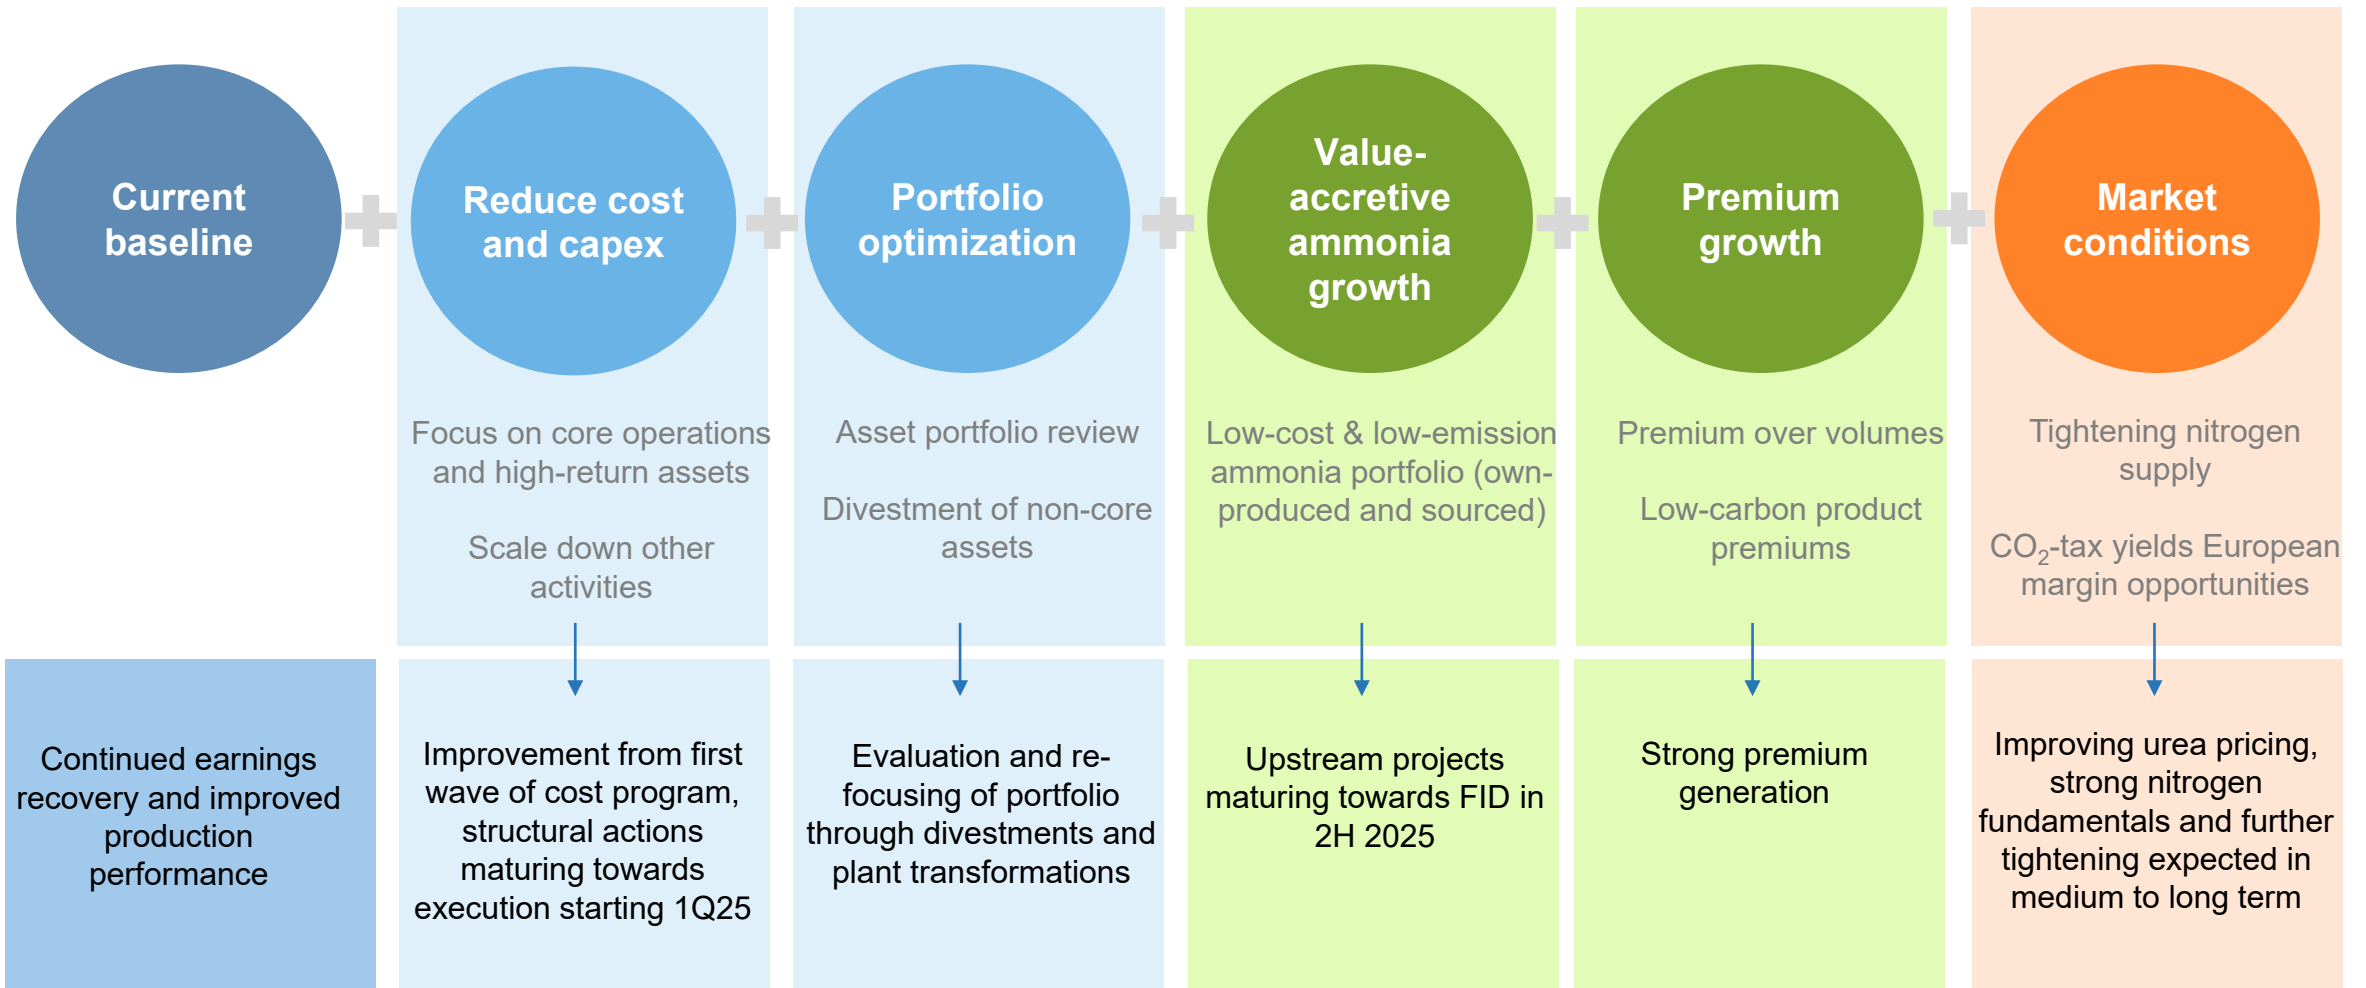 Current
baseline
Reduce cost
and capex
Portfolio
optimization
Value-
accretive
ammonia
growth
Premium
growth
Market
conditions
Focus on core operations
and high-return assets
Scale down other
activities
Asset portfolio review
Divestment of non-core
assets
Low-cost & low-emission
ammonia portfolio (own-
produced and sourced)
Premium over volumes
Low-carbon product
premiums
Tightening nitrogen
supply
CO2-tax yields European
margin opportunities
Continued earnings
recovery and improved
production
performance
Improvement from first
wave of cost program,
structural actions
maturing towards
execution starting 1Q25
Evaluation and re-
focusing of portfolio
through divestments and
plant transformations
Upstream projects
maturing towards FID in
2H 2025
Strong premium
generation
Improving urea pricing,
strong nitrogen
fundamentals and further
tightening expected in
medium to long term